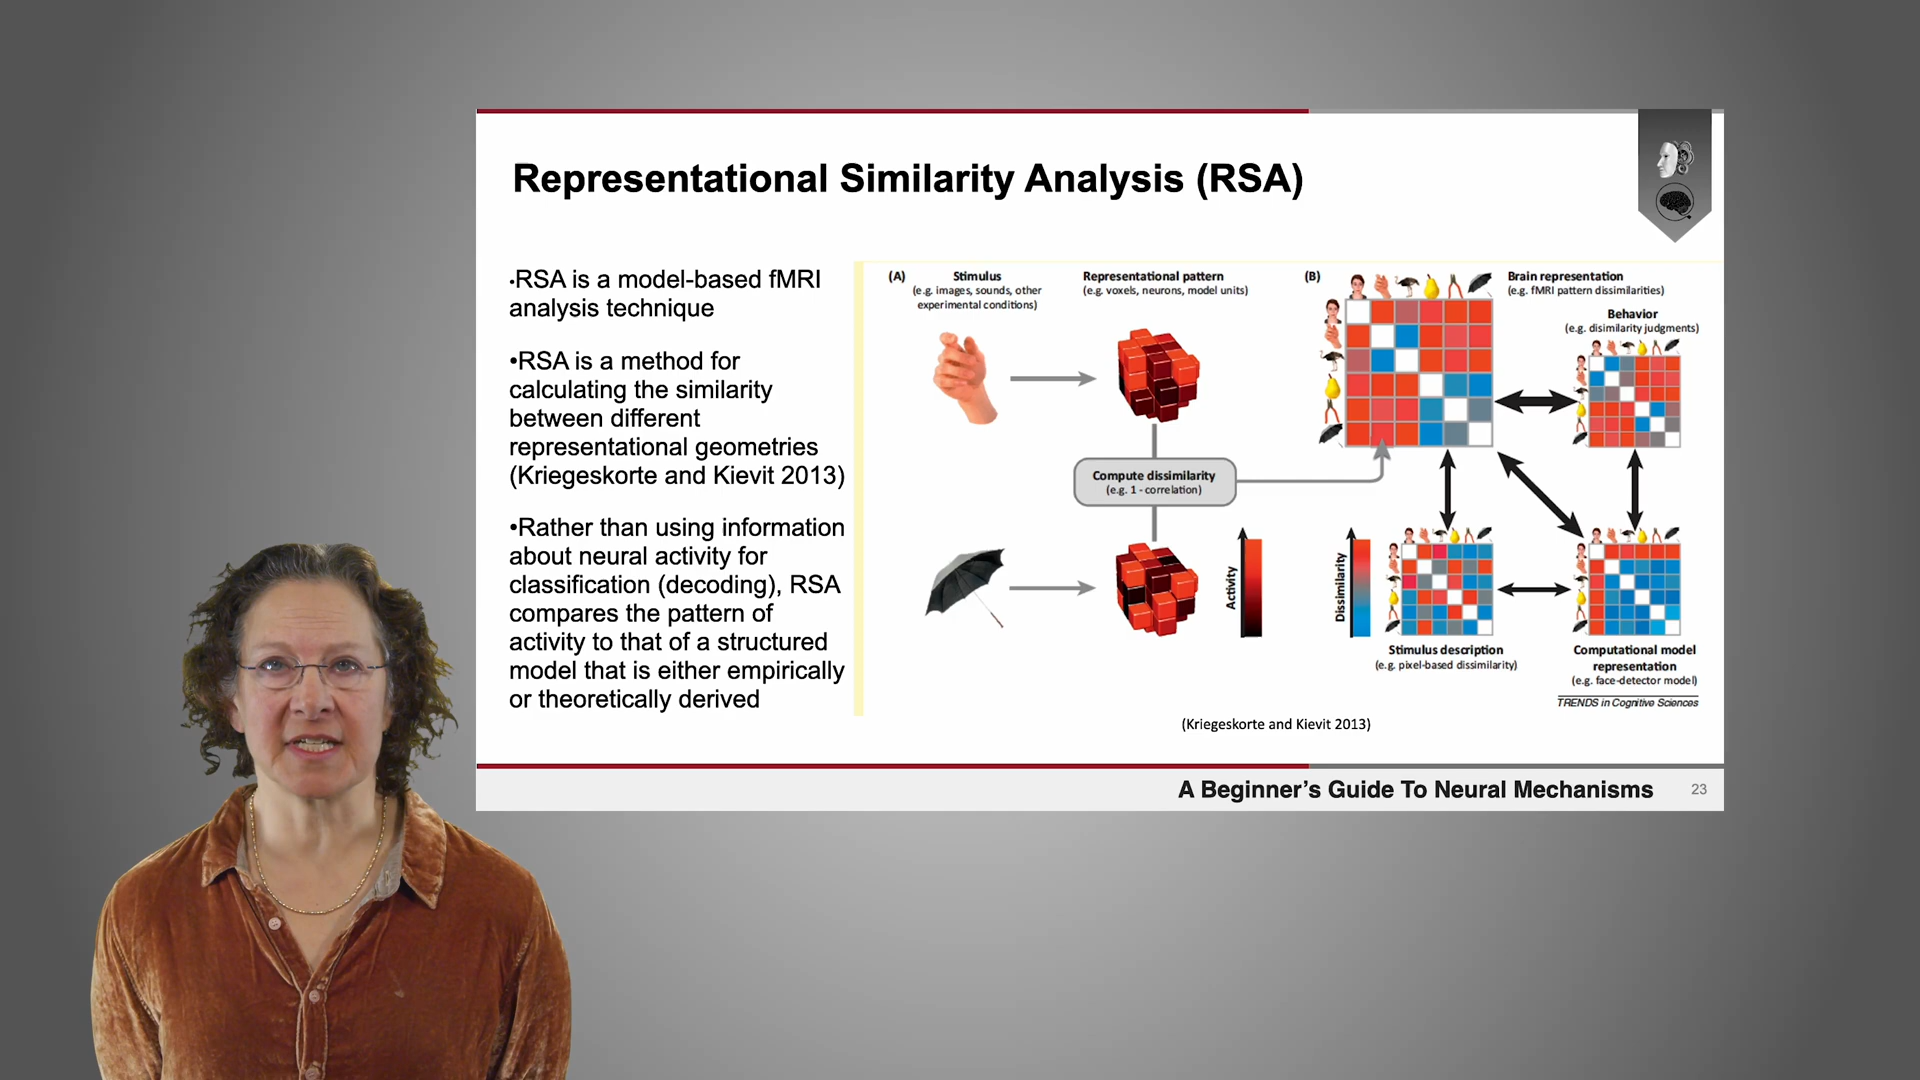 Representational Similarity Analysis (RSA)
•RSA is a model-based fMRI
analysis technique
•RSA is a method for
calculating the similarity
between different
representational geometries
(Kriegeskorte and Kievit 2013)
•Rather than using information
about neural activity for
classification (decoding), RSA
compares the pattern of
activity to that of a structured
model that is either empirically
or theoretically derived
(A)
Stimulus
(e.g. images, sounds, other
experimental conditions)
Representational pattern
(e.g. voxels, neurons, model units)
Compute dissimilarity
(e.g. 1 - correlation)
Activity
(B)
Brain representation
(e.g. fMRI pattern dissimilarities)
Behavior
(e.g. disimilarity judgments)
Dissimilarity
Stimulus description
(e.g. pixel-based dissimilarity)
Computational model
representation
(e.g. face-detector model)
TRENDS in Cognitive Sciences
(Kriegeskorte and Kievit 2013)
A Beginner’s Guide To Neural Mechanisms
23